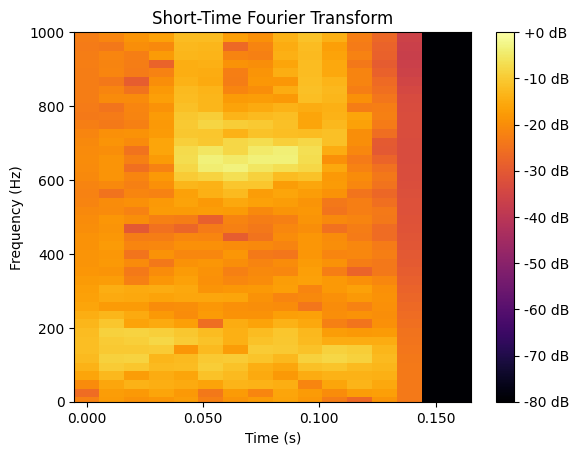 Short-Time Fourier Transform
1000
800
600
400
200
0
Frequency (Hz)
0.000
0.050
0.100
0.150
Time (s)
+0 dB
-10 dB
-20 dB
-30 dB
-40 dB
-50 dB
-60 dB
-70 dB
-80 dB